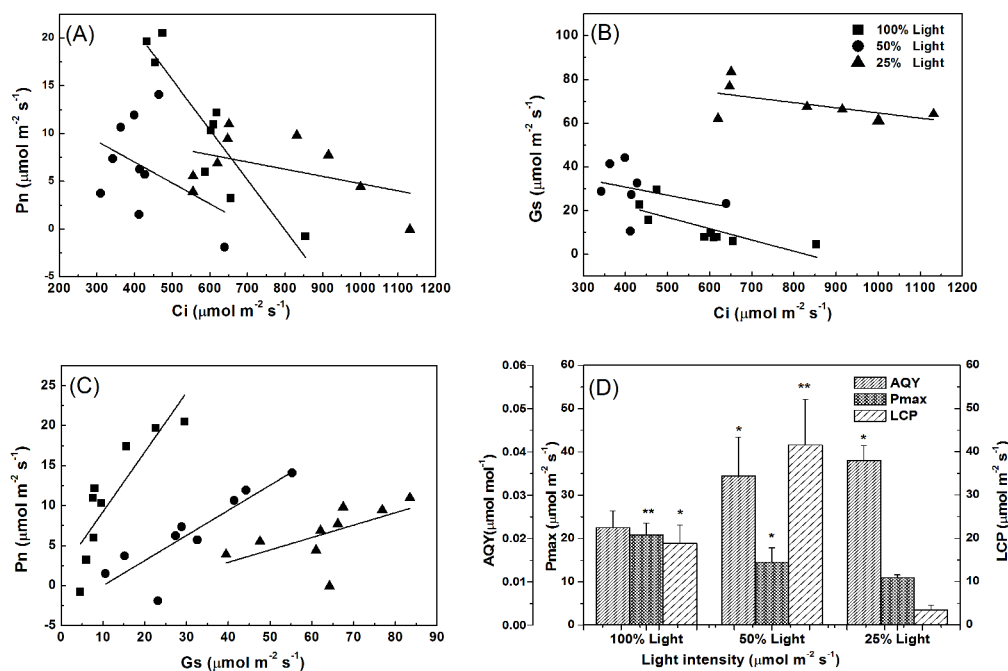 (A)
20
15
10
5
0
5
Pn (μmol m⁻² s⁻¹)
200 300 400 500 600 700 800 900 1000 1100 1200
Ci (μmol m⁻² s⁻¹)
(B)
100% Light
50% Light
25% Light
100
80
60
40
20
0
Gs (μmol m⁻² s⁻¹)
300 400 500 600 700 800 900 1000 1100 1200
Ci (μmol m⁻² s⁻¹)
(C)
25
20
15
10
5
0
-5
Pn (μmol m⁻² s⁻¹)
0 10 20 30 40 50 60 70 80 90
Gs (μmol m⁻² s⁻¹)
(D)
AQY
Pmax
LCP
0.06
0.05
0.04
0.03
0.02
0.01
0.00
AQY(μmol mol⁻¹)
60
50
40
30
20
10
0
Pmax(μmol m⁻² s⁻¹)
** *
* * **
*
60
50
40
30
20
10
0
LCP(μmol m⁻² s⁻¹)
100% Light 50% Light 25% Light
Light intensity (μmol m⁻² s⁻¹)